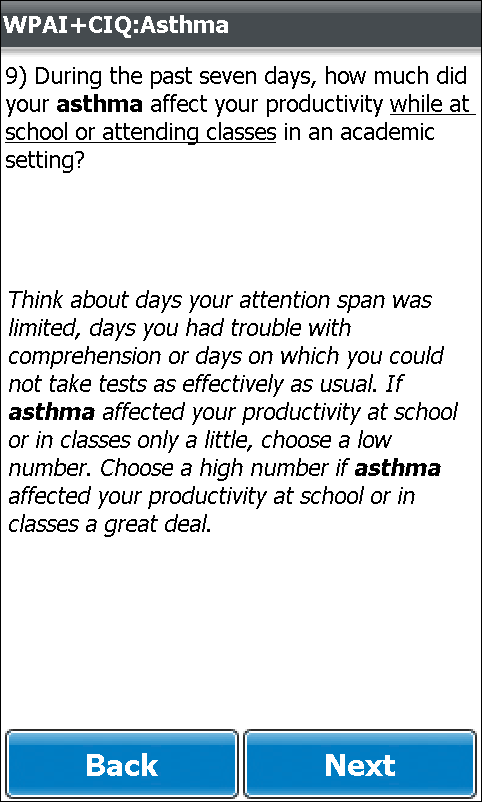 WPAI+CIQ:Asthma
9) During the past seven days, how much did
your asthma affect your productivity while at
school or attending classes in an academic
setting?
Think about days your attention span was
limited, days you had trouble with
comprehension or days on which you could
not take tests as effectively as usual. If
asthma affected your productivity at school
or in classes only a little, choose a low
number. Choose a high number if asthma
affected your productivity at school or in
classes a great deal.
Back Next